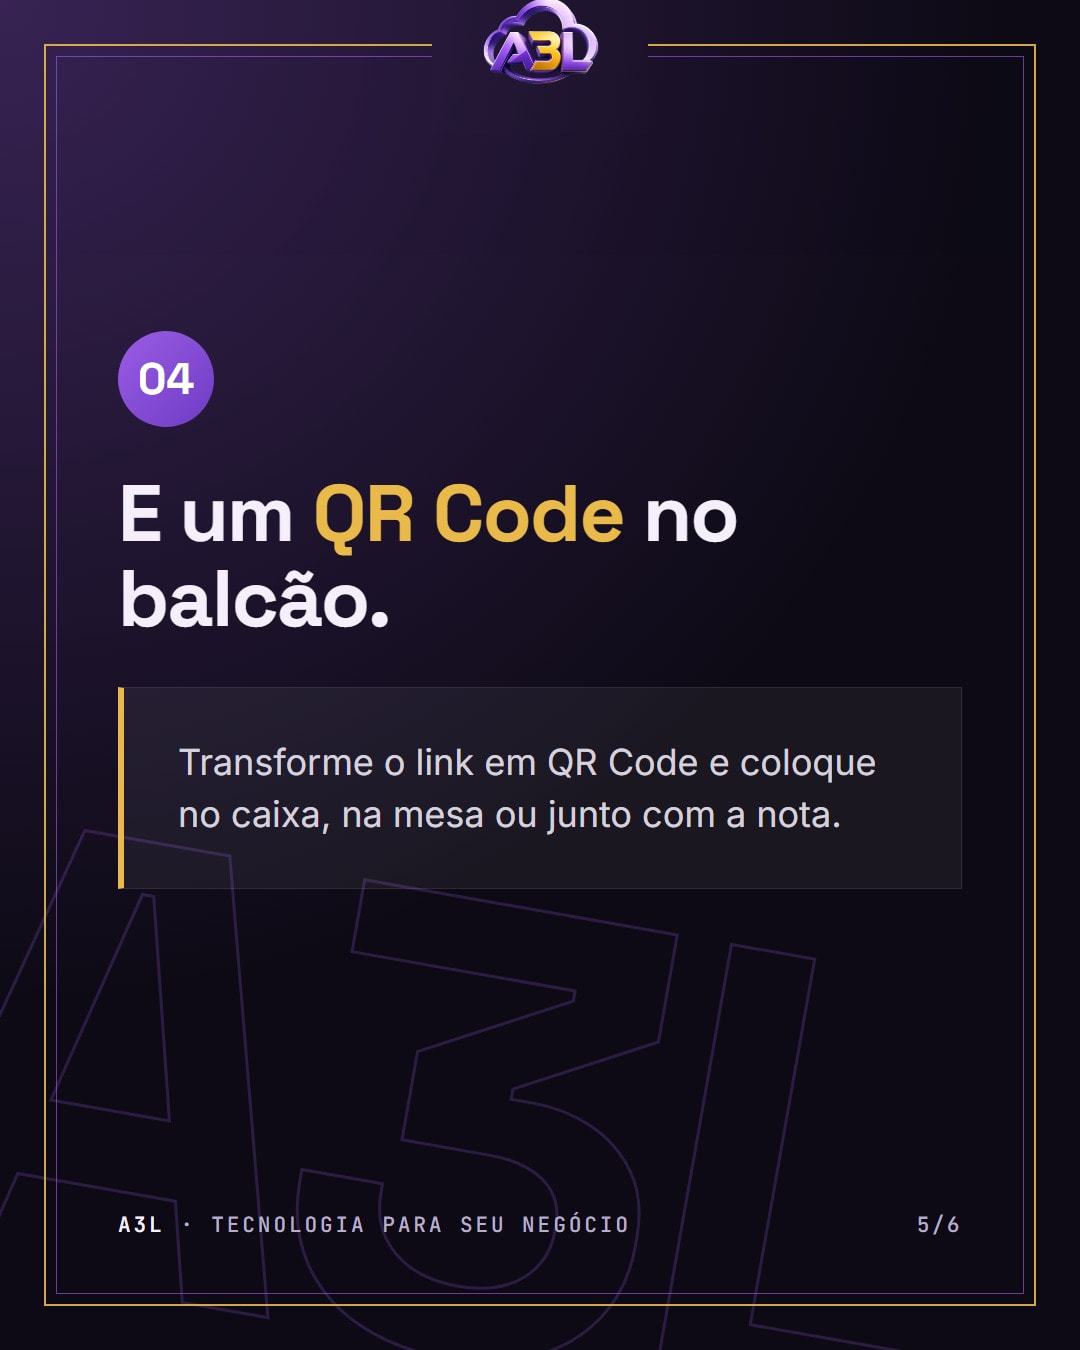 A3L
04
E um QR Code no
balcão.
Transforme o link em QR Code e coloque
no caixa, na mesa ou junto com a nota.
A3L
A3L · TECNOLOGIA PARA SEU NEGÓCIO
5/6